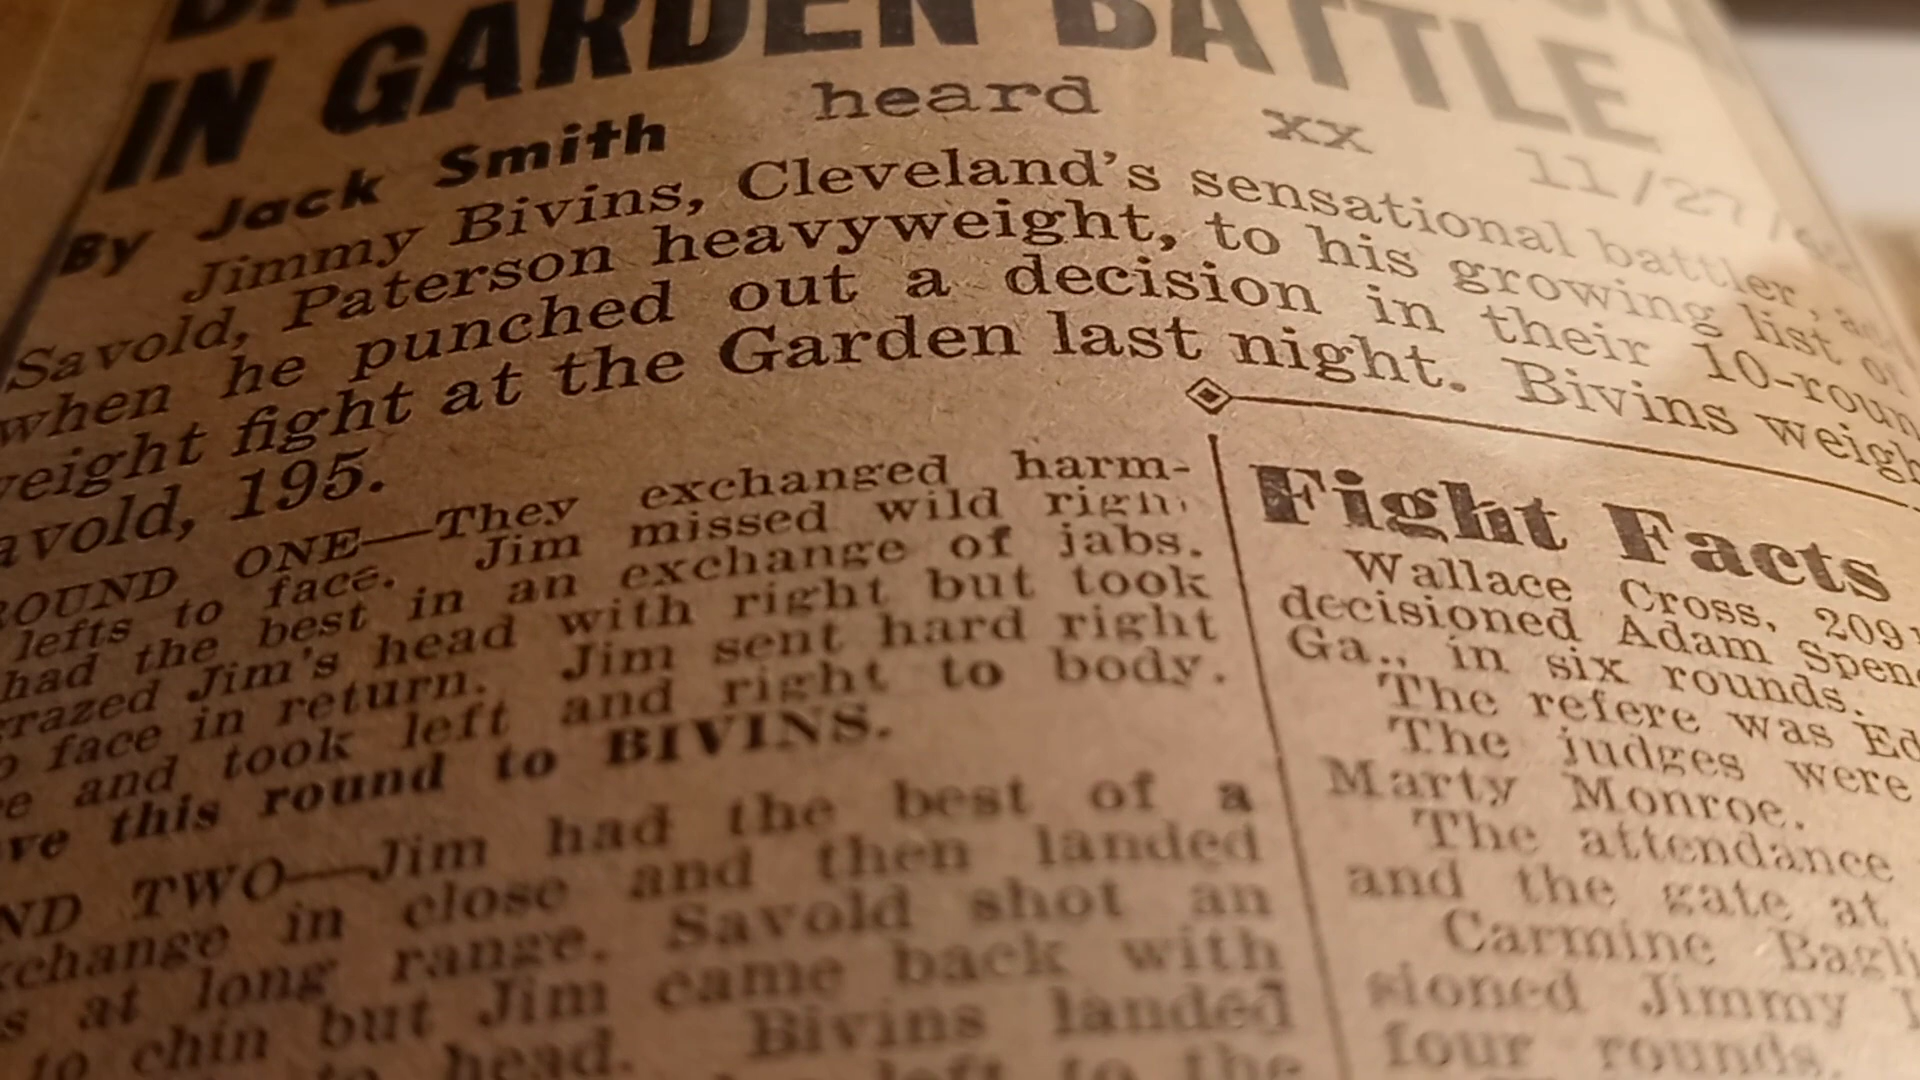 IN GARDEN BATTLE
heard xx 11/27/
By Jack Smith
Jimmy Bivins, Cleveland's sensational battler,
Savold, Paterson heavyweight, to his growing list of
when he punched out a decision in their 10-roun
eight fight at the Garden last night. Bivins weigh
avold, 195.
OUND ONE—They exchanged harm-
lefts to face. Jim missed wild
had the best in an exchange of jabs.
razed Jim's head with right but took
face in return. Jim sent hard right
e and took left and right to body.
ve this round to BIVINS.
ND TWO—Jim had the best of a
change in close and then landed
s at long range. Savold shot an
to chin but Jim came back with
to head. Bivins landed
left to the
Fight Facts
Wallace Cross, 209
decisioned Adam Spen
Ga., in six rounds.
The refere was Ed
The judges were
Marty Monroe.
The attendance
and the gate at
Carmine Bagli
sioned Jimmy
four rounds.